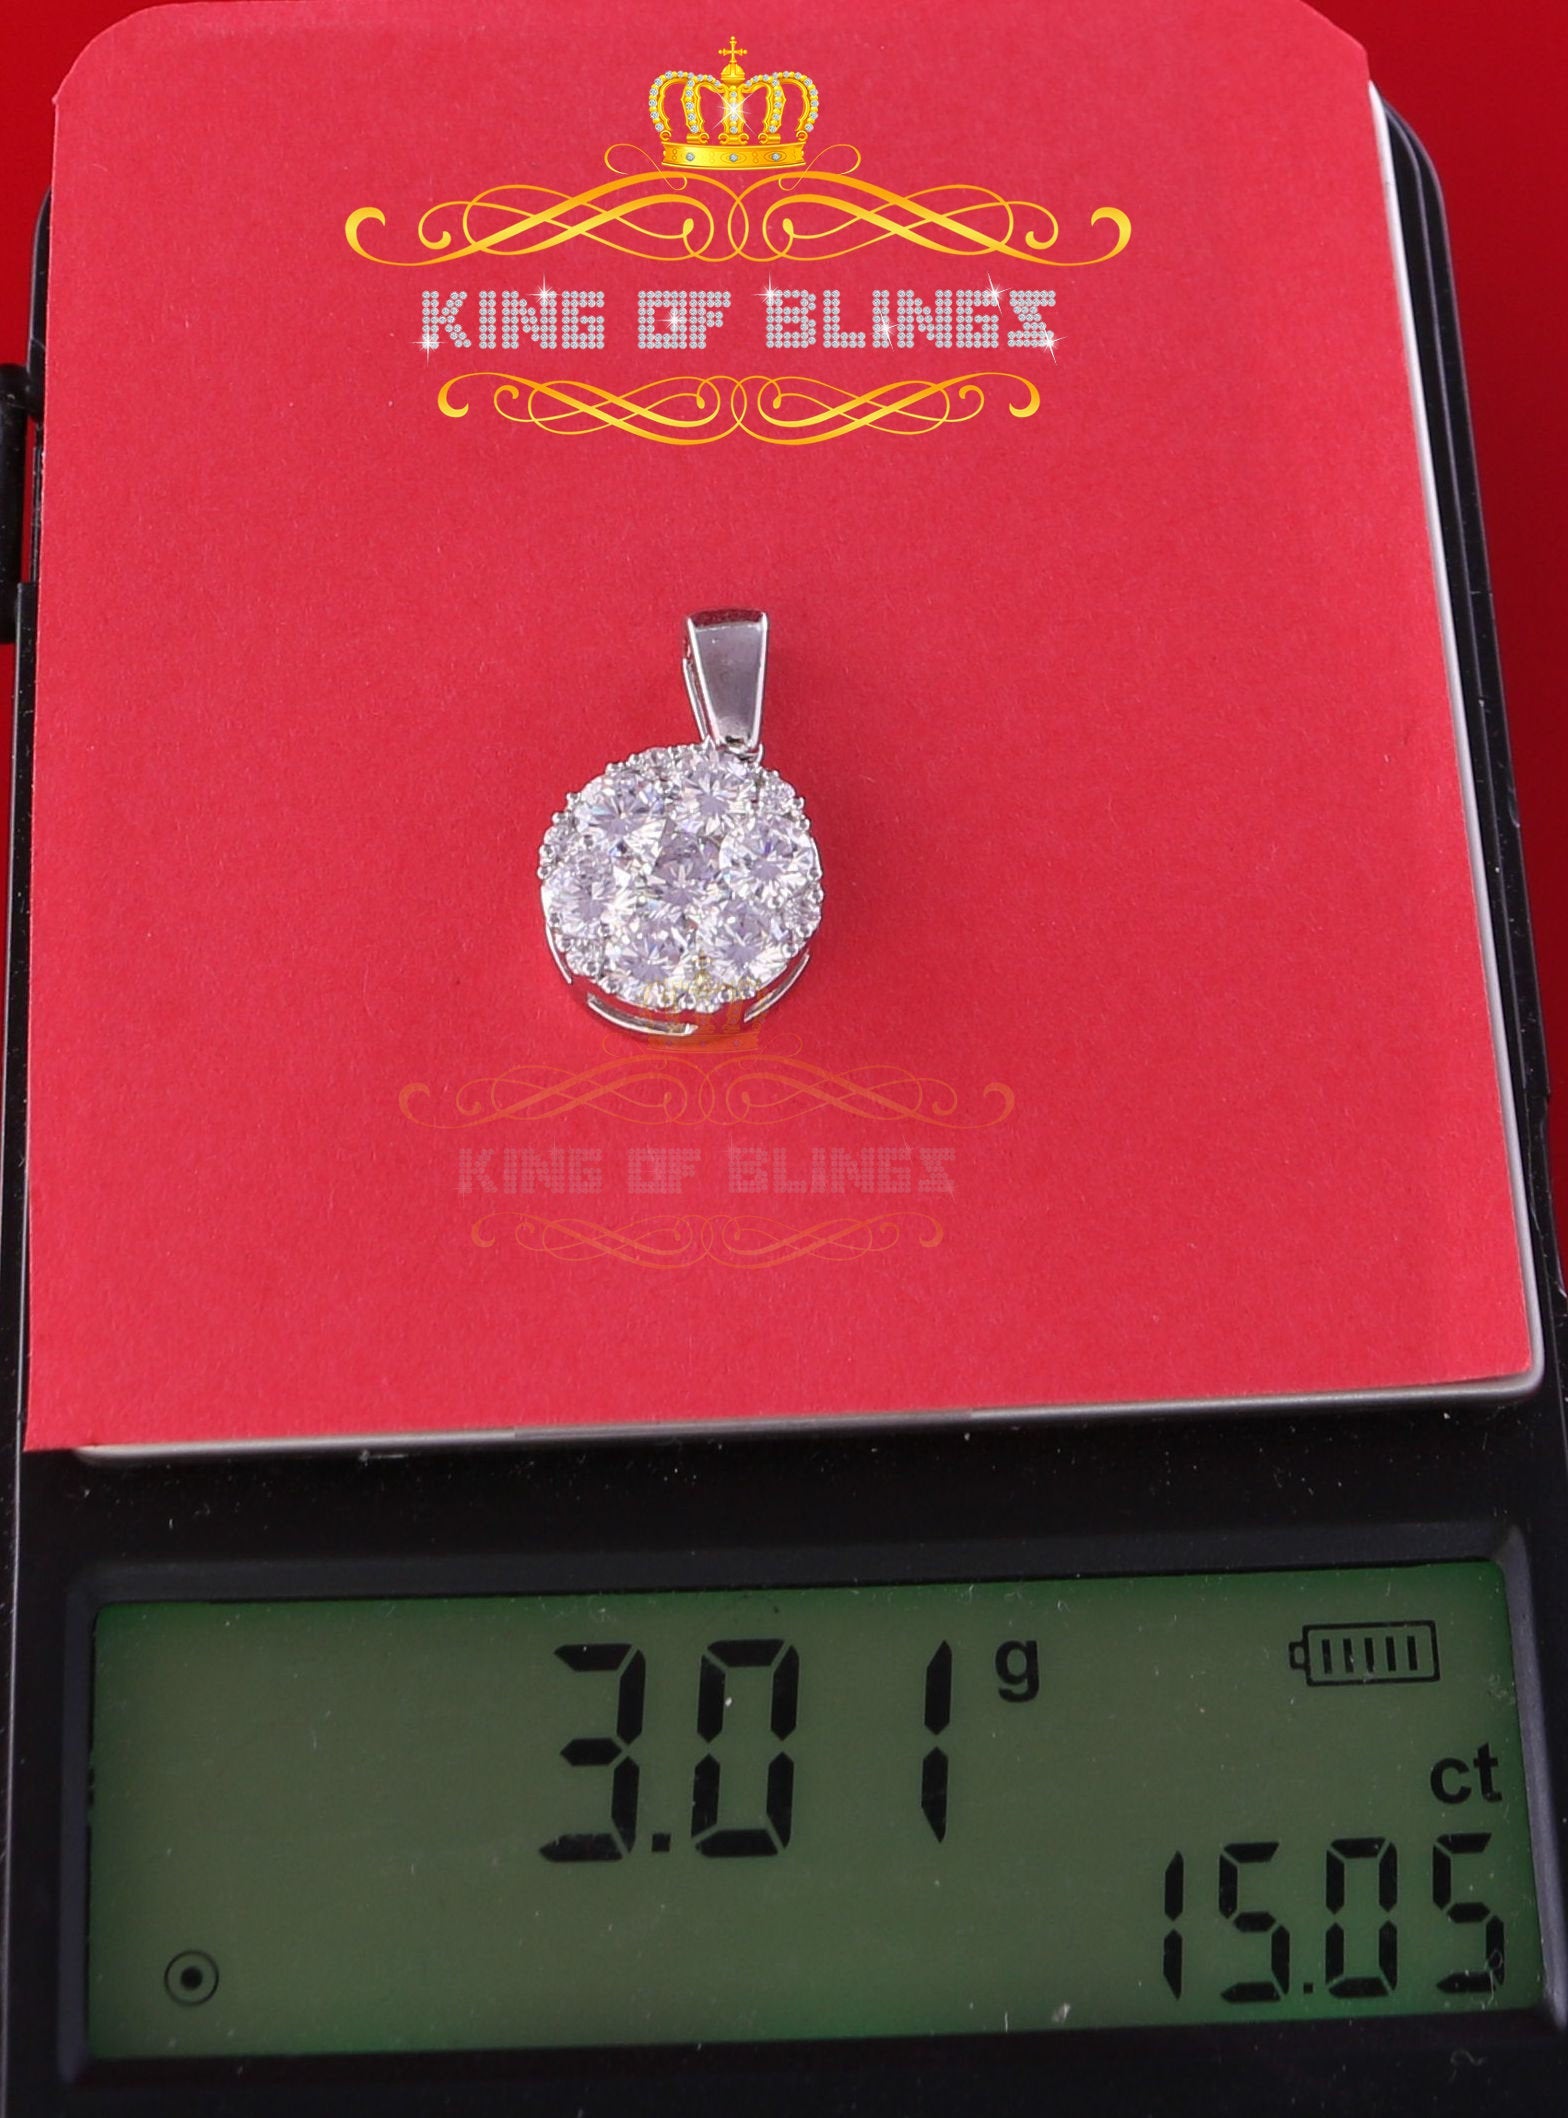 KING OF BLINGS
KING OF BLINGS
3.01 g
ct
15.05